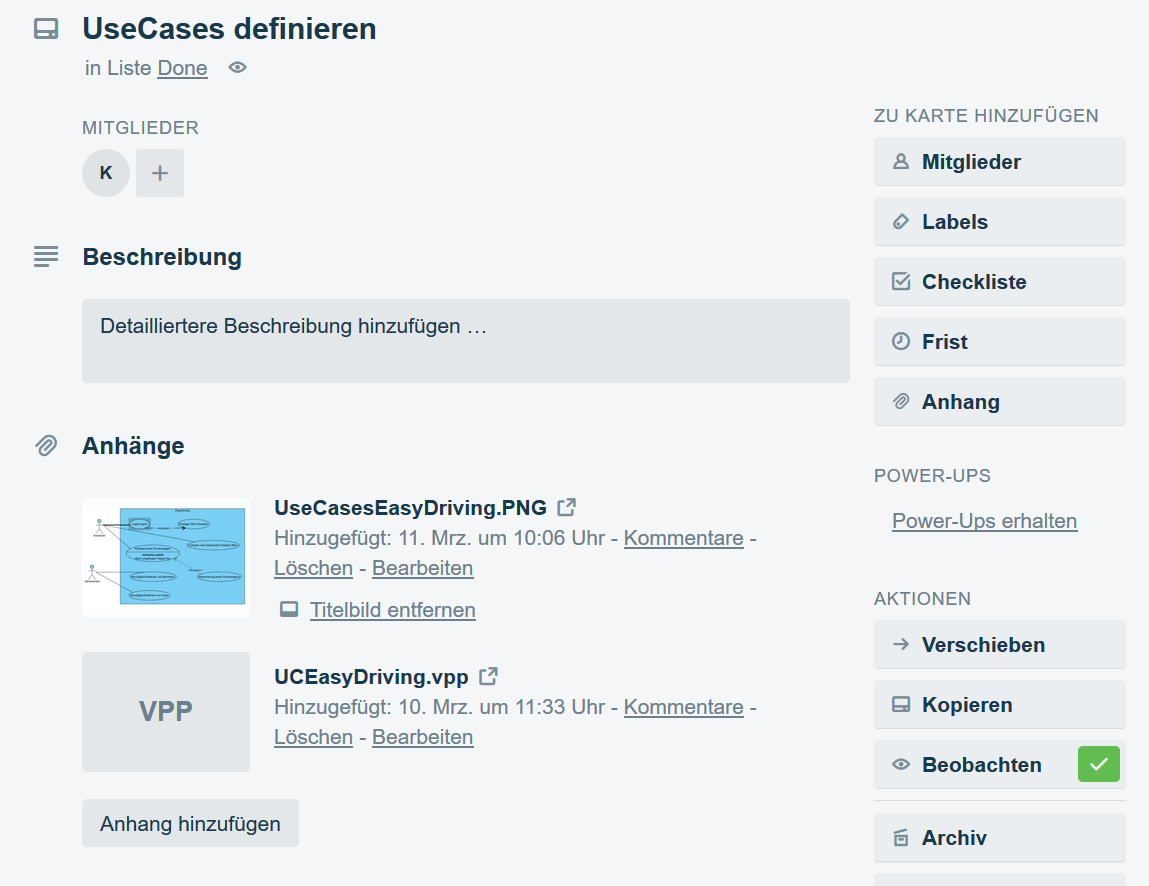 UseCases definieren
in Liste Done
MITGLIEDER
K
Beschreibung
Detailliertere Beschreibung hinzufügen …
Anhänge
UseCasesEasyDriving.PNG
Hinzugefügt: 11. Mrz. um 10:06 Uhr - Kommentare -
Löschen - Bearbeiten
Titelbild entfernen
VPP
UCEasyDriving.vpp
Hinzugefügt: 10. Mrz. um 11:33 Uhr - Kommentare -
Löschen - Bearbeiten
Anhang hinzufügen
ZU KARTE HINZUFÜGEN
Mitglieder
Labels
Checkliste
Frist
Anhang
POWER-UPS
Power-Ups erhalten
AKTIONEN
Verschieben
Kopieren
Beobachten
Archiv